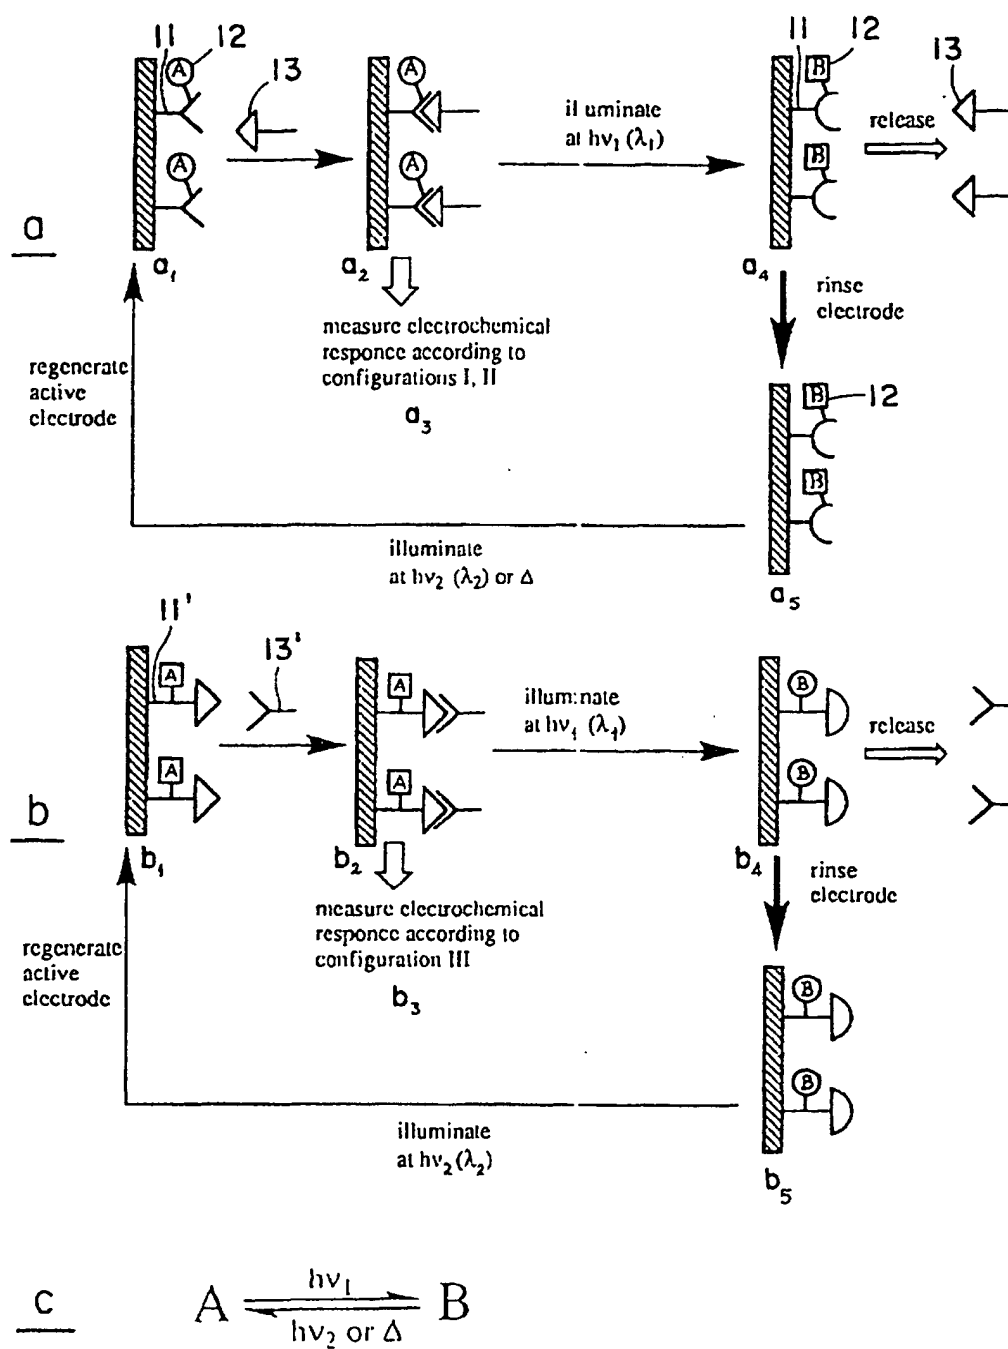 11
12
13
A
A
A
A
il uminate
at hν₁ (λ₁)
11
12
B
B
release
13
a
a₁
a₂
a₄
rinse
electrode
measure electrochemical
responce according to
configurations I, II
a₃
regenerate
active
electrode
B
12
B
illuminate
at hν₂ (λ₂) or Δ
a₅
11'
13'
A
A
A
A
illum:nate
at hν₁ (λ₁)
B
B
release
b
b₁
b₂
b₄
rinse
electrode
measure electrochemical
responce according to
configuration III
b₃
regenerate
active
electrode
B
B
illuminate
at hν₂ (λ₂)
b₅
c
A
hν₁
B
hν₂ or Δ